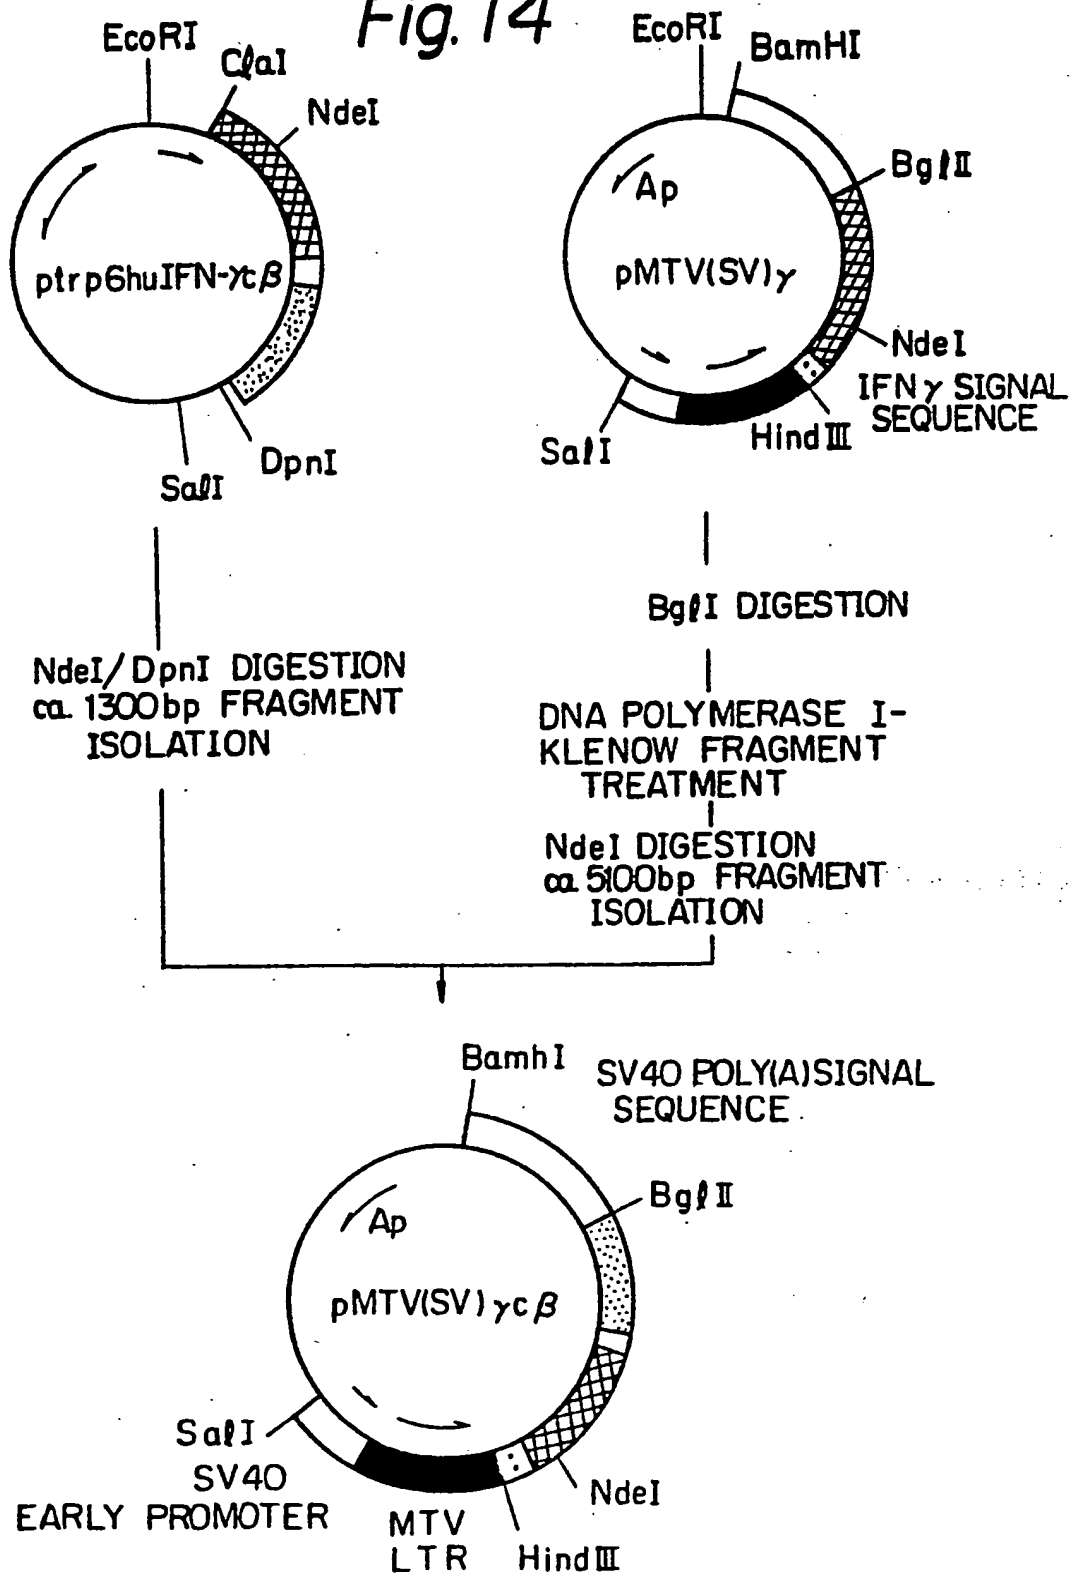 Fig. 14
EcoRI
ClaI
NdeI
ptrp6huIFN-γcβ
DpnI
SalI
EcoRI
BamHI
BglII
Ap
pMTV(SV)γ
NdeI
IFNγ SIGNAL
SEQUENCE
HindIII
SalI
NdeI/DpnI DIGESTION
ca. 1300bp FRAGMENT
ISOLATION
BglI DIGESTION
DNA POLYMERASE I-
KLENOW FRAGMENT
TREATMENT
NdeI DIGESTION
ca 5100bp FRAGMENT
ISOLATION
BamhI
SV40 POLY(A)SIGNAL
SEQUENCE
BglII
Ap
pMTV(SV)γcβ
SalI
SV40
EARLY PROMOTER
MTV
LTR
HindIII
NdeI